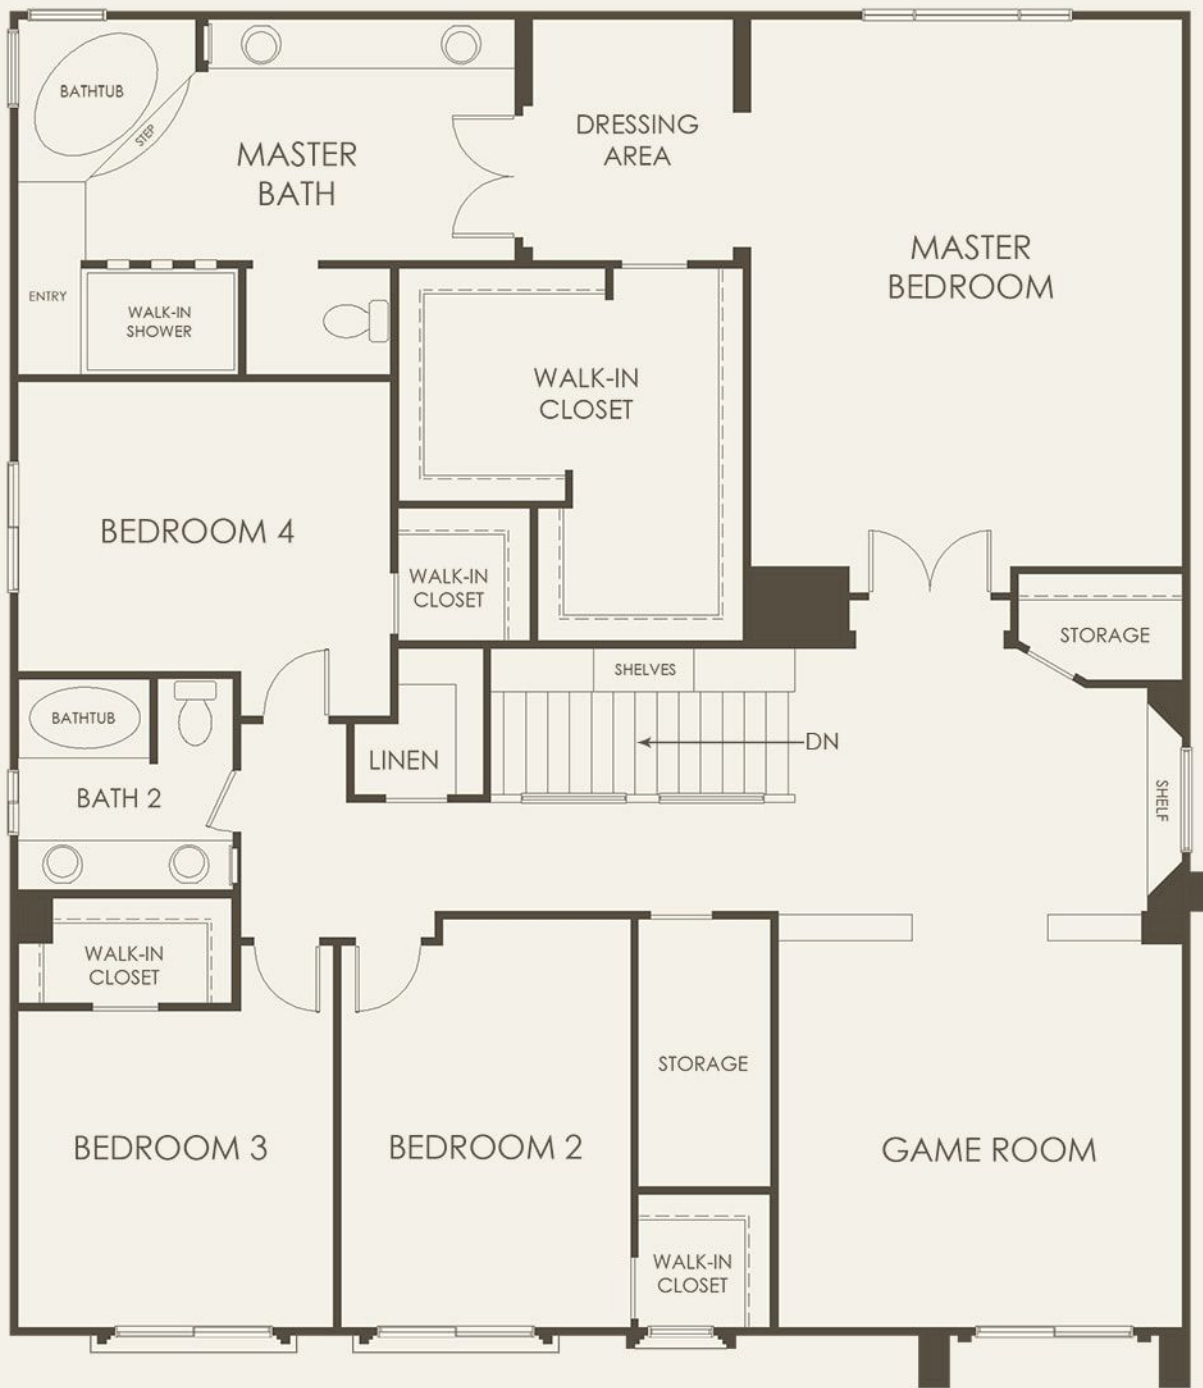 BATHTUB
STEP
MASTER
BATH
DRESSING
AREA
MASTER
BEDROOM
ENTRY
WALK-IN
SHOWER
WALK-IN
CLOSET
BEDROOM 4
WALK-IN
CLOSET
STORAGE
SHELVES
BATHTUB
LINEN
DN
BATH 2
SHELF
WALK-IN
CLOSET
STORAGE
BEDROOM 3
BEDROOM 2
GAME ROOM
WALK-IN
CLOSET